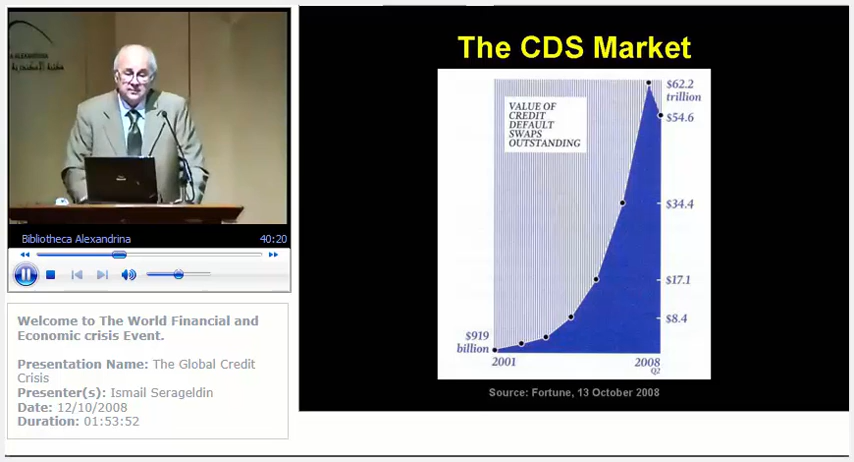 ALEXANDRINA
Bibliotheca Alexandrina 40:20
Welcome to The World Financial and
Economic crisis Event.
Presentation Name: The Global Credit
Crisis
Presenter(s): Ismail Serageldin
Date: 12/10/2008
Duration: 01:53:52
The CDS Market
VALUE OF
CREDIT
DEFAULT
SWAPS
OUTSTANDING
$62.2
trillion
$54.6
$34.4
$17.1
$8.4
$919
billion
2001 2008
Q2
Source: Fortune, 13 October 2008